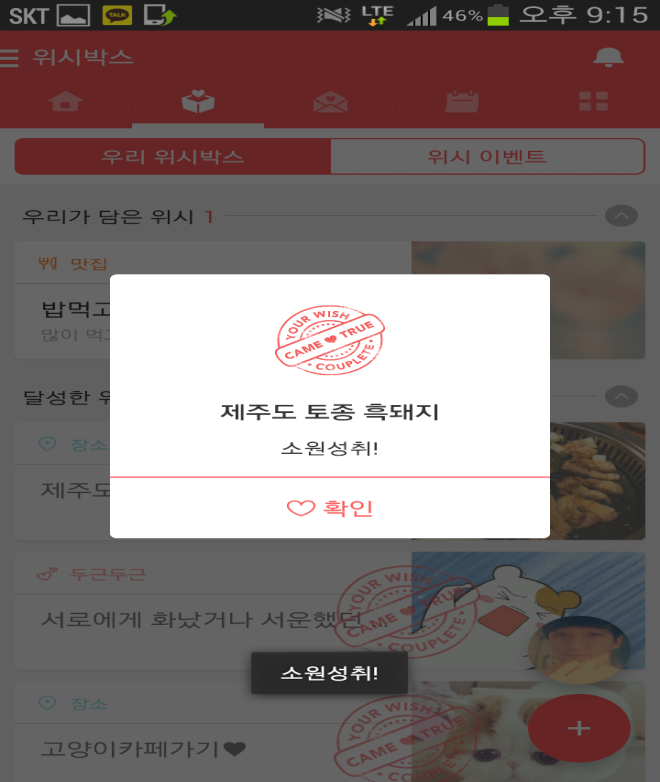 SKT TALK LTE 46% 오후 9:15
위시박스
우리 위시박스 위시 이벤트
우리가 담은 위시 1
맛집
밥먹고
많이 먹고
YOUR WISH
CAME TRUE
COUPLETE
제주도 토종 흑돼지
소원성취!
확인
달성한 위
장소
제주도
두근두근
서로에게 화났거나 서운했던
YOUR WISH
CAME TRUE
COUPLETE
소원성취!
장소
고양이카페가기♥
YOUR WISH
CAME TRUE
COUPLETE
+